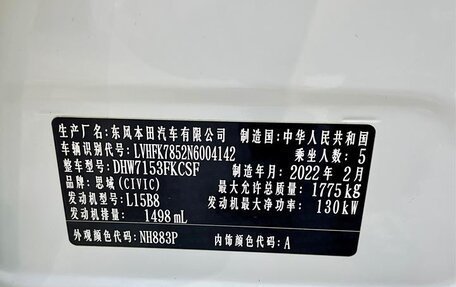 生产厂名:东风本田汽车有限公司 制造国:中华人民共和国
车辆识别代号:LVHFK7852N6004142 乘坐人数:5
整车型号:DHW7153FKCSF 制造年月:2022年2月
品牌:思域(CIVIC) 最大允许总质量:1775kg
发动机型号:L15B8 发动机最大净功率:130kW
发动机排量:1498mL
外观颜色代码:NH883P 内饰颜色代码:A